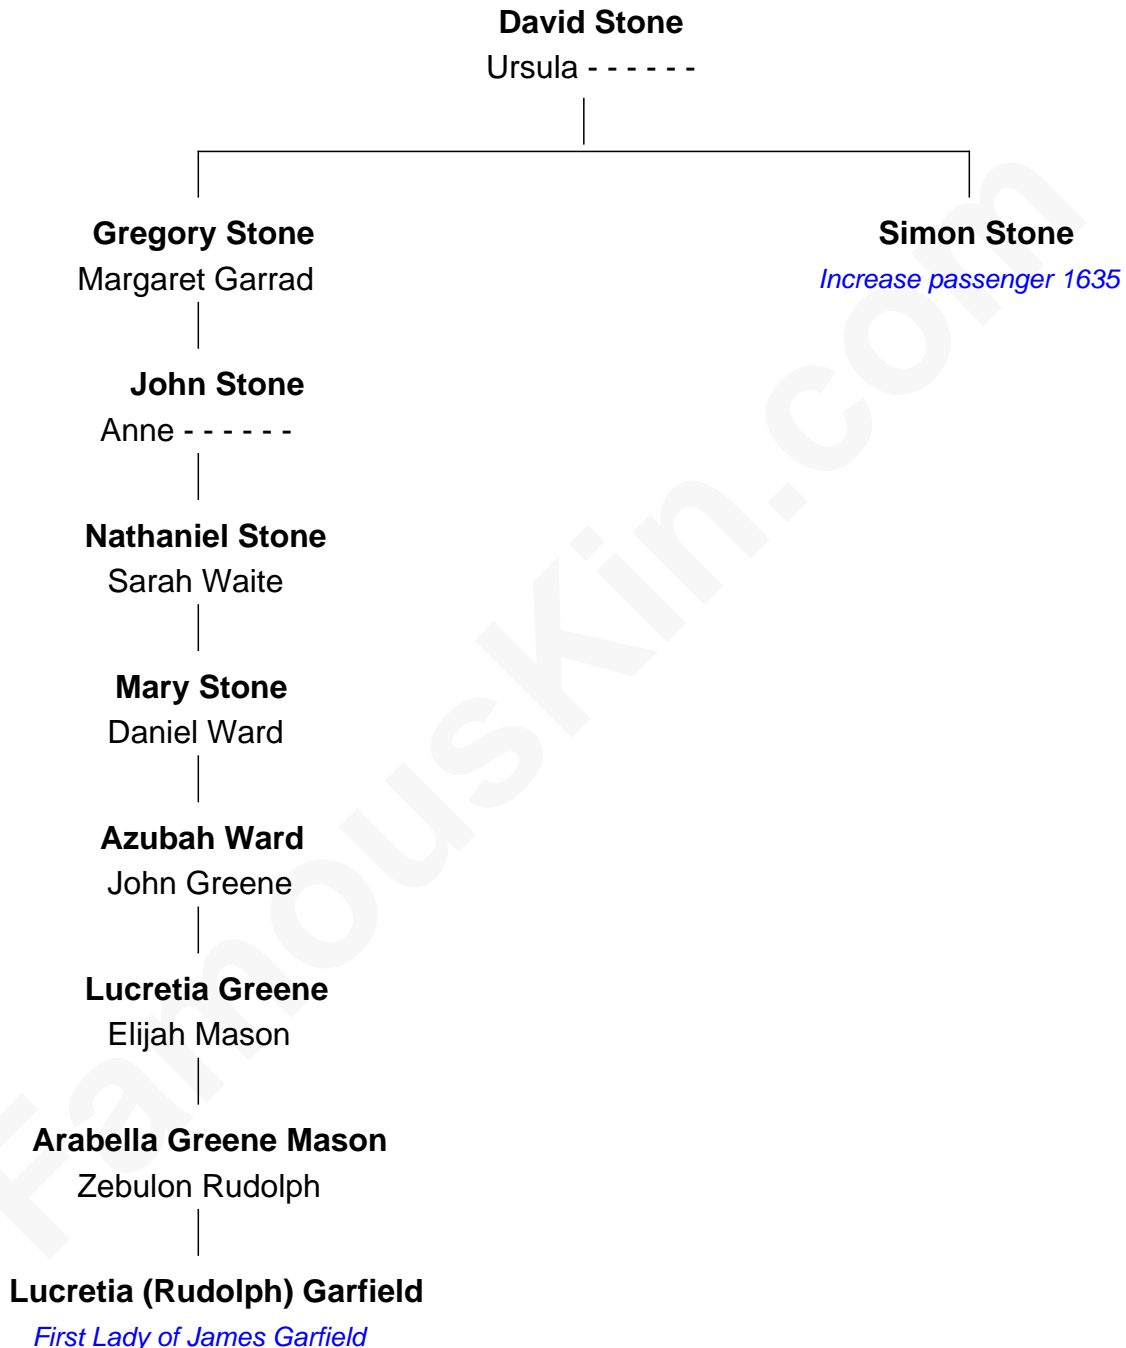 David Stone
Ursula - - - - - -
Gregory Stone
Margaret Garrad
Simon Stone
Increase passenger 1635
John Stone
Anne - - - - - -
Nathaniel Stone
Sarah Waite
Mary Stone
Daniel Ward
Azubah Ward
John Greene
Lucretia Greene
Elijah Mason
Arabella Greene Mason
Zebulon Rudolph
Lucretia (Rudolph) Garfield
First Lady of James Garfield
FamousKin.com